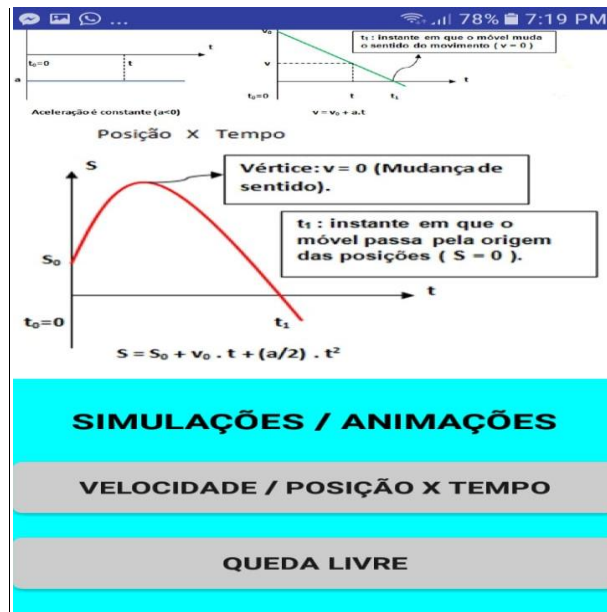 ... 78% 7:19 PM
t
t₀=0
t
a
Aceleração é constante (a<0)
v₀
t₁ : instante em que o móvel muda
o sentido do movimento ( v = 0 )
v
t
t₀=0
t
t₁
v = v₀ + a.t
Posição X Tempo
S
Vértice: v = 0 (Mudança de
sentido).
t₁ : instante em que o
móvel passa pela origem
das posições ( S = 0 ).
S₀
t
t₀=0
t₁
S = S₀ + v₀ . t + (a/2) . t²
SIMULAÇÕES / ANIMAÇÕES
VELOCIDADE / POSIÇÃO X TEMPO
QUEDA LIVRE